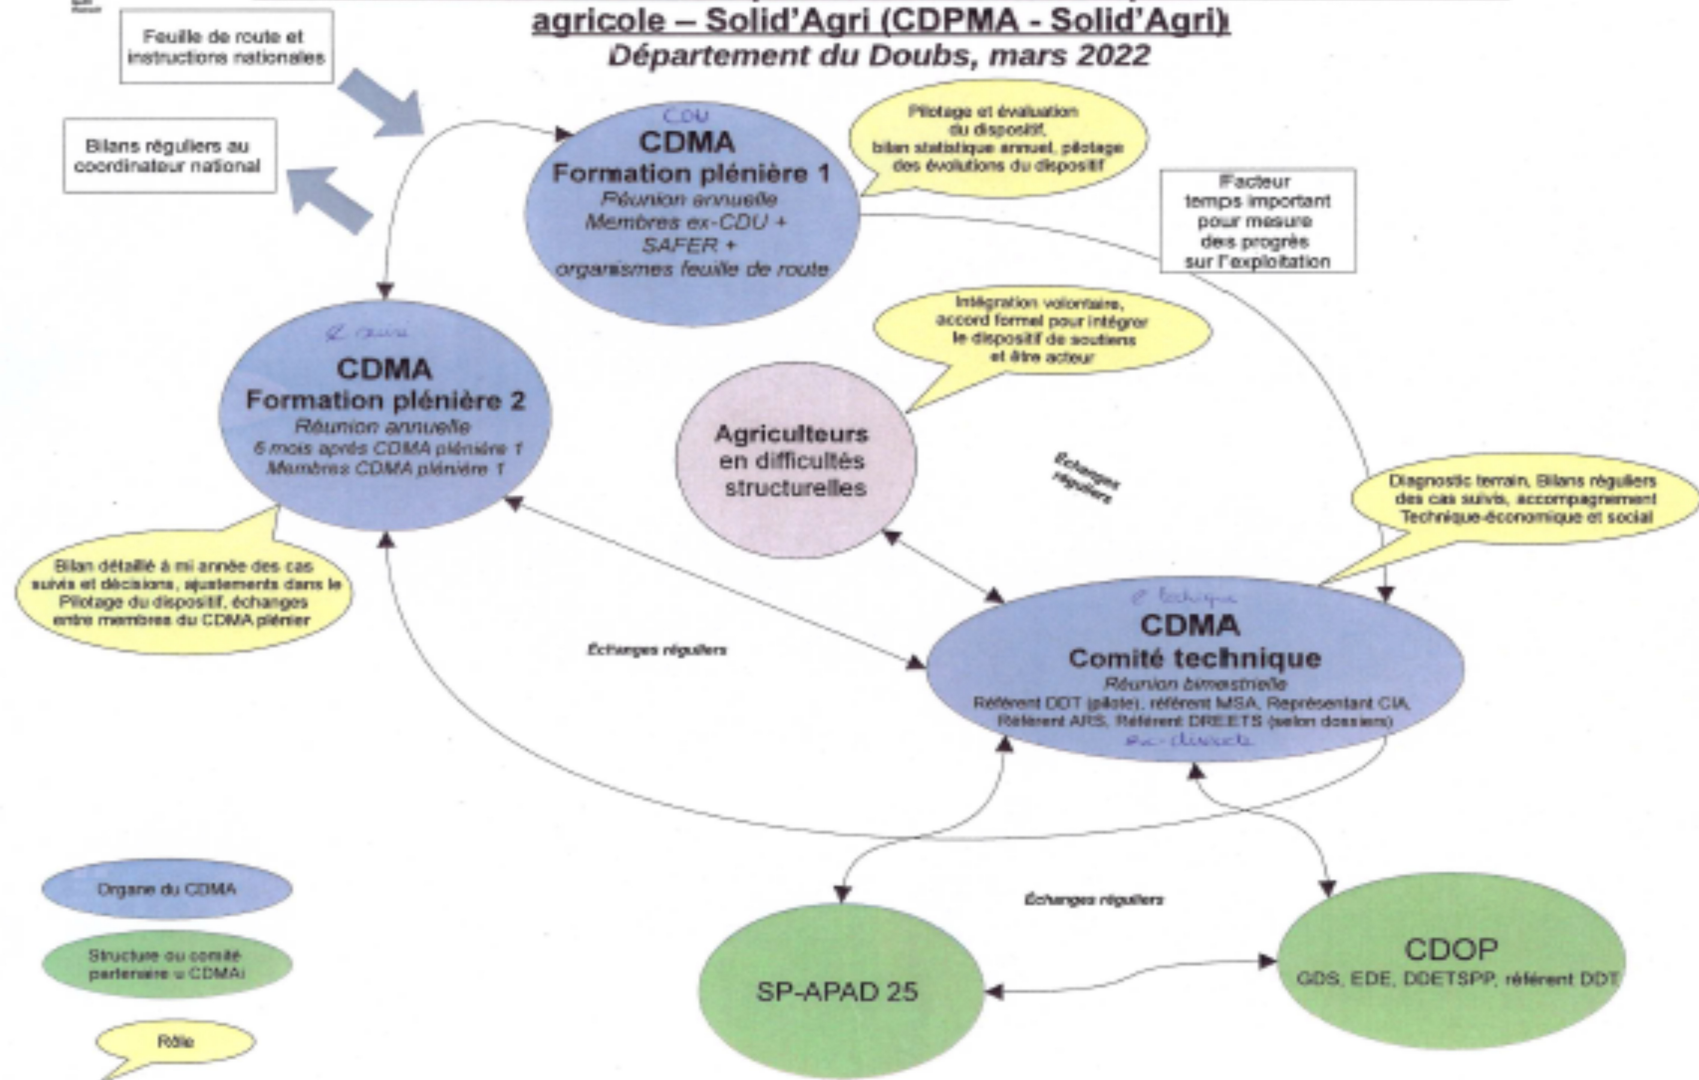 agricole – Solid'Agri (CDPMA - Solid'Agri)
Département du Doubs, mars 2022
Feuille de route et
instructions nationales
Bilans réguliers au
coordinateur national
CDU
CDMA
Formation plénière 1
Réunion annuelle
Membres ex-CDU +
SAFER +
organismes feuille de route
Pilotage et évaluation
du dispositif,
bilan statistique annuel, pilotage
des évolutions du dispositif
Facteur
temps important
pour mesure
des progrès
sur l'exploitation
CDMA
Formation plénière 2
Réunion annuelle
6 mois après CDMA plénière 1
Membres CDMA plénière 1
Intégration volontaire,
accord formel pour intégrer
le dispositif de soutiens
et être acteur
Agriculteurs
en difficultés
structurelles
Échanges
réguliers
Diagnostic terrain, Bilans réguliers
des cas suivis, accompagnement
Technique-économique et social
Bilan détaillé à mi année des cas
suivis et décisions, ajustements dans le
Pilotage du dispositif, échanges
entre membres du CDMA plénier
Échanges réguliers
CDMA
Comité technique
Réunion bimestrielle
Référent DDT (pilote), référent MSA, Représentant CIA,
Référent ARS, Référent DREETS (selon dossiers)
Organe du CDMA
Structure ou comité
partenaire u CDMAi
Rôle
Échanges réguliers
SP-APAD 25
CDOP
GDS, EDE, DDETSPP, référent DDT